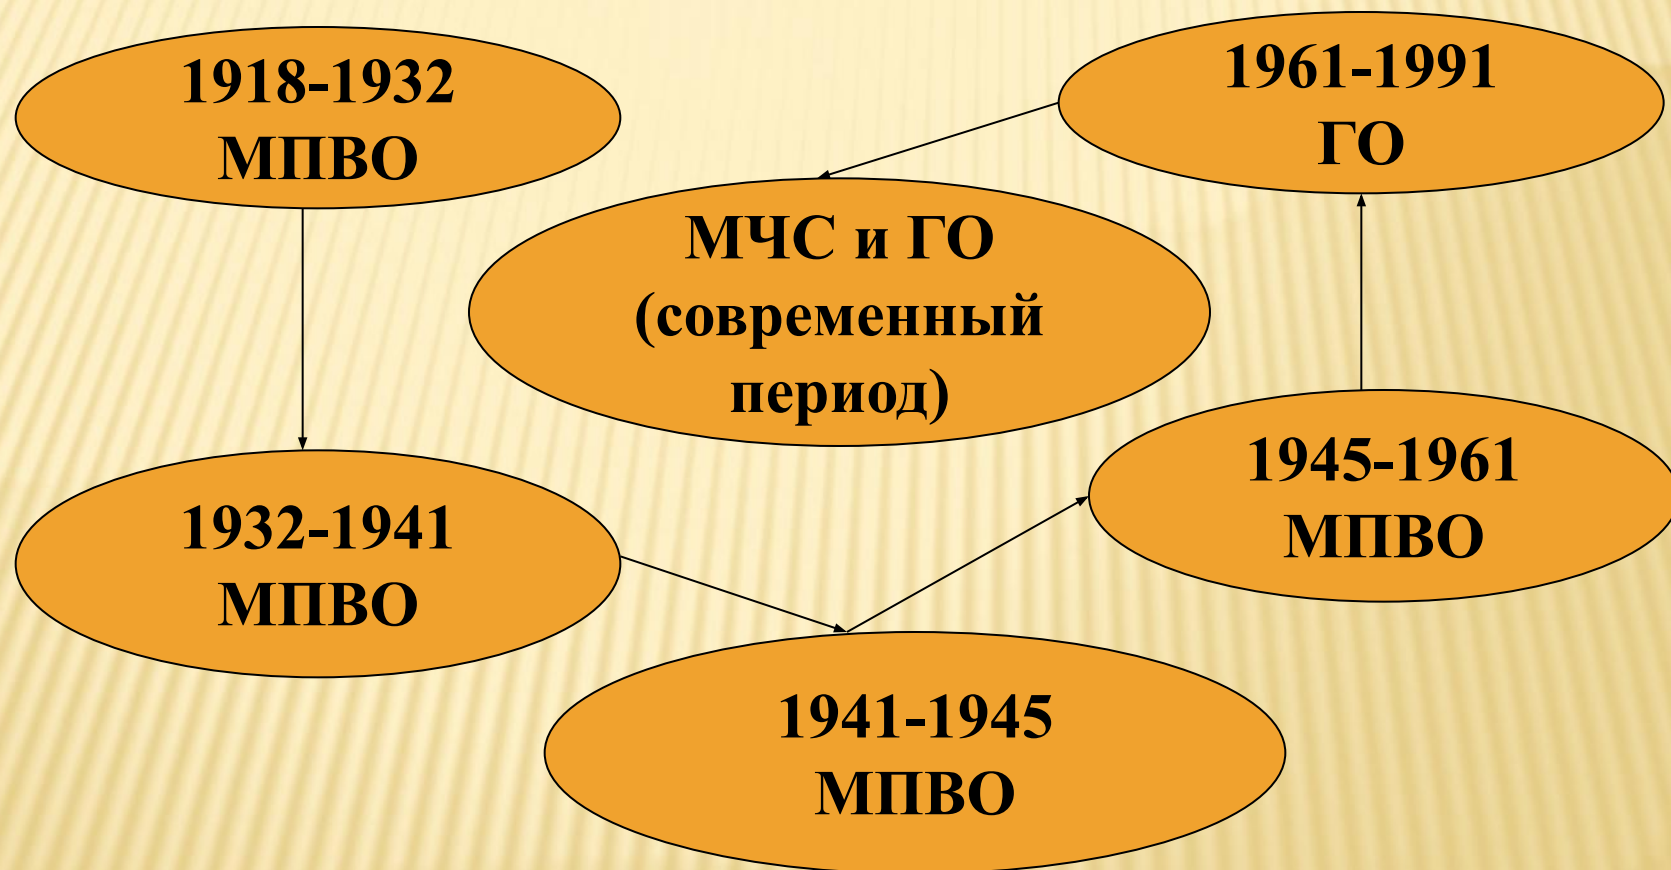 1918-1932
МПВО
1961-1991
ГО
МЧС и ГО
(современный
период)
1932-1941
МПВО
1945-1961
МПВО
1941-1945
МПВО